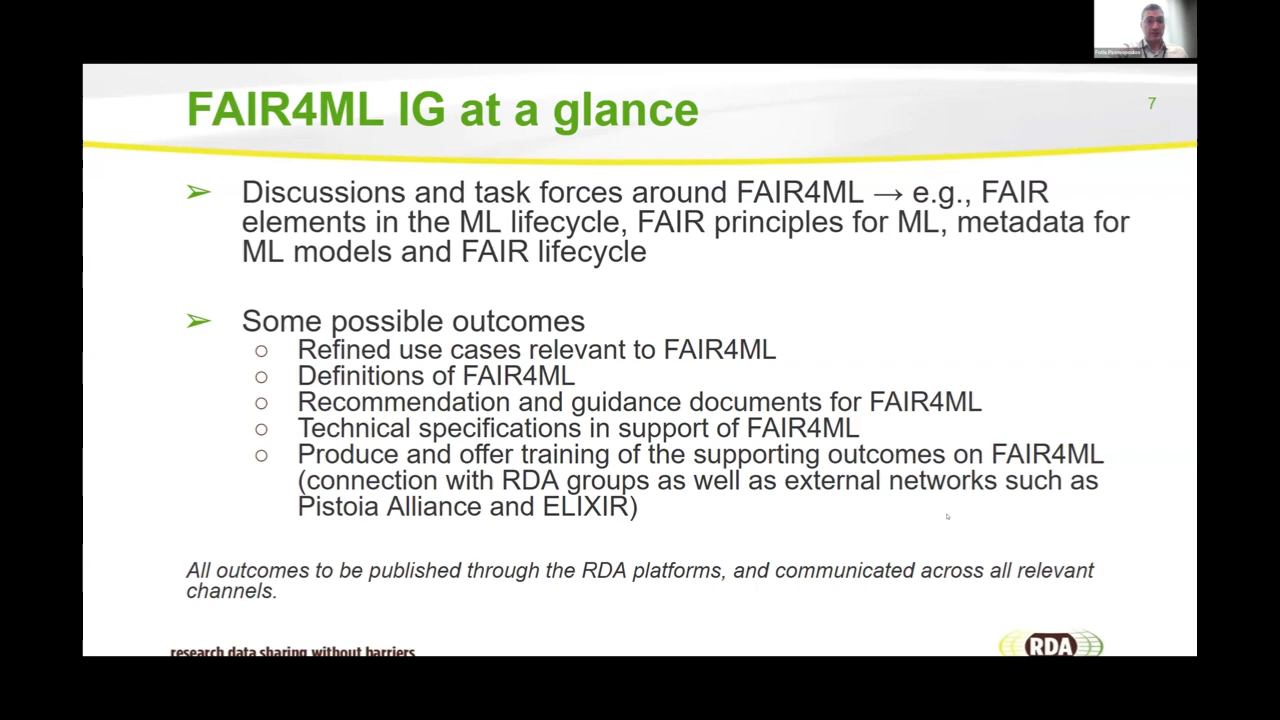 Fotis Psomopoulos
FAIR4ML IG at a glance
7
➢ Discussions and task forces around FAIR4ML → e.g., FAIR
elements in the ML lifecycle, FAIR principles for ML, metadata for
ML models and FAIR lifecycle
➢ Some possible outcomes
○ Refined use cases relevant to FAIR4ML
○ Definitions of FAIR4ML
○ Recommendation and guidance documents for FAIR4ML
○ Technical specifications in support of FAIR4ML
○ Produce and offer training of the supporting outcomes on FAIR4ML
(connection with RDA groups as well as external networks such as
Pistoia Alliance and ELIXIR)
All outcomes to be published through the RDA platforms, and communicated across all relevant
channels.
research data sharing without barriers
RDA